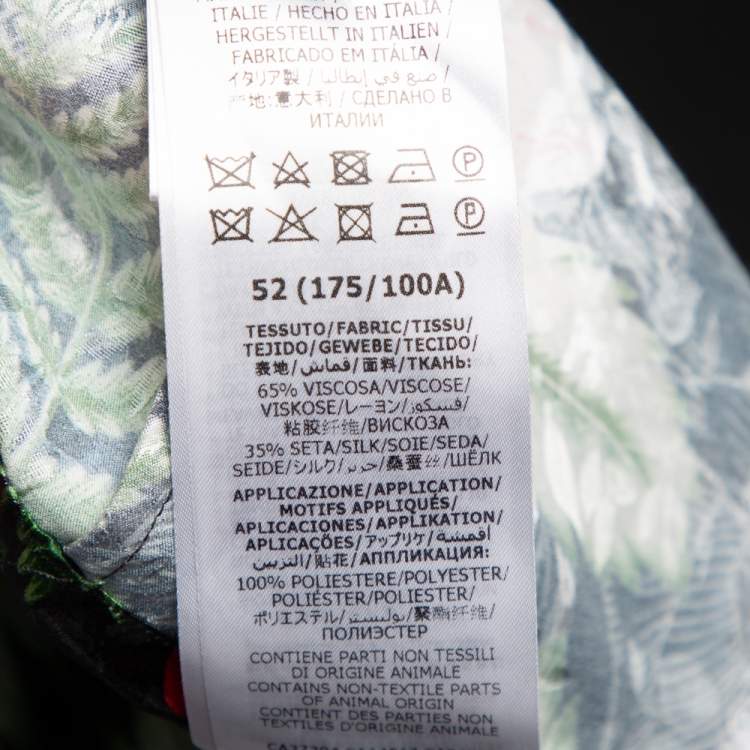 ITALIE / HECHO EN ITALIA /
HERGESTELLT IN ITALIEN /
FABRICADO EM ITÁLIA /
イタリア製 / صنع في إيطاليا /
产地:意大利 / СДЕЛАНО В
ИТАЛИИ
P
P
52 (175/100A)
TESSUTO/FABRIC/TISSU/
TEJIDO/GEWEBE/TECIDO/
表地/قماش/面料/ТКАНЬ:
65% VISCOSA/VISCOSE/
VISKOSE/レーヨン/فسكوز/
粘胶纤维/ВИСКОЗА
35% SETA/SILK/SOIE/SEDA/
SEIDE/シルク/حرير/桑蚕丝/ШЁЛК
APPLICAZIONE/APPLICATION/
MOTIFS APPLIQUÉS/
APLICACIONES/APPLIKATION/
APLICAÇÕES/アップリケ/أقمشة
التزيين/贴花/АППЛИКАЦИЯ:
100% POLIESTERE/POLYESTER/
POLIÉSTER/POLIESTER/
ポリエステル/بوليستر/聚酯纤维/
ПОЛИЭСТЕР
CONTIENE PARTI NON TESSILI
DI ORIGINE ANIMALE
CONTAINS NON-TEXTILE PARTS
OF ANIMAL ORIGIN
CONTIENT DES PARTIES NON
TEXTILES D'ORIGINE ANIMALE